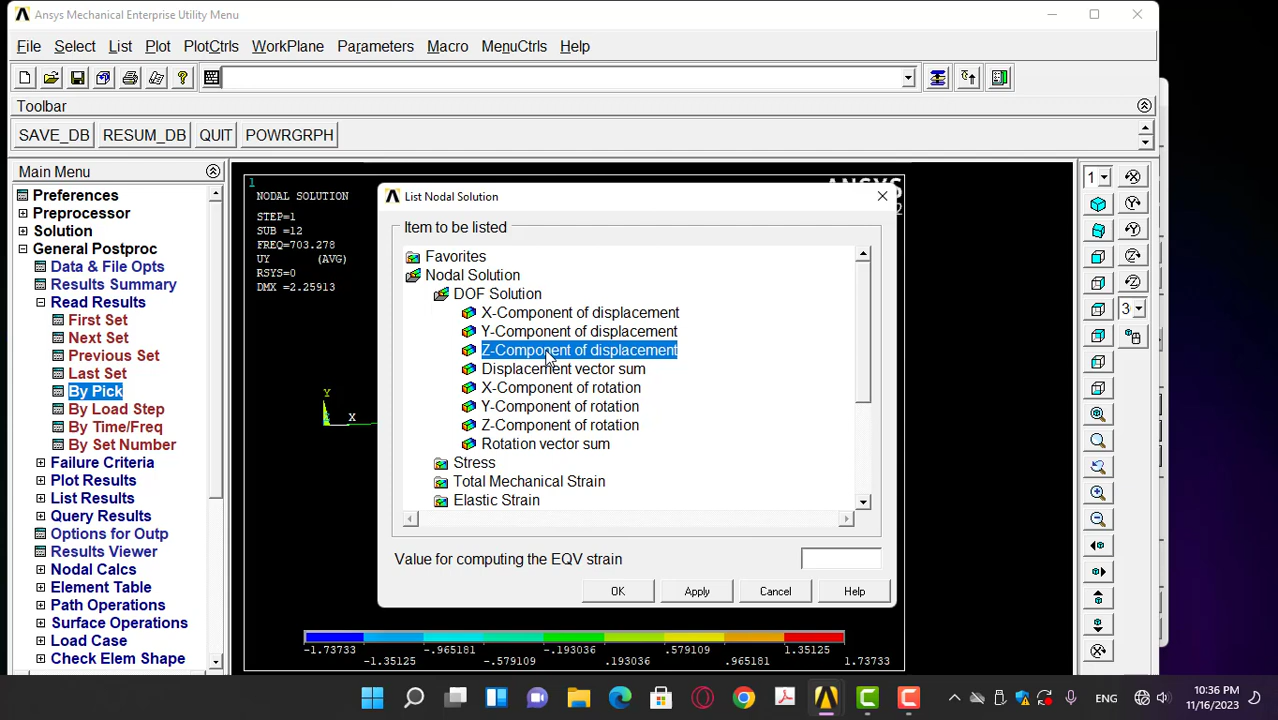 Ansys Mechanical Enterprise Utility Menu
File Select List Plot PlotCtrls WorkPlane Parameters Macro MenuCtrls Help
Toolbar
SAVE_DB RESUM_DB QUIT POWRGRPH
Main Menu
Preferences
Preprocessor
Solution
General Postproc
Data & File Opts
Results Summary
Read Results
First Set
Next Set
Previous Set
Last Set
By Pick
By Load Step
By Time/Freq
By Set Number
Failure Criteria
Plot Results
List Results
Query Results
Options for Outp
Results Viewer
Nodal Calcs
Element Table
Path Operations
Surface Operations
Load Case
Check Elem Shape
1
NODAL SOLUTION
STEP=1
SUB =12
FREQ=703.278
UY (AVG)
RSYS=0
DMX =2.25913
Y
X
List Nodal Solution
Item to be listed
Favorites
Nodal Solution
DOF Solution
X-Component of displacement
Y-Component of displacement
Z-Component of displacement
Displacement vector sum
X-Component of rotation
Y-Component of rotation
Z-Component of rotation
Rotation vector sum
Stress
Total Mechanical Strain
Elastic Strain
Value for computing the EQV strain
OK Apply Cancel Help
-1.73733 -.965181 -.193036 .579109 1.35125
-1.35125 -.579109 .193036 .965181 1.73733
1
3
ENG
10:36 PM
11/16/2023